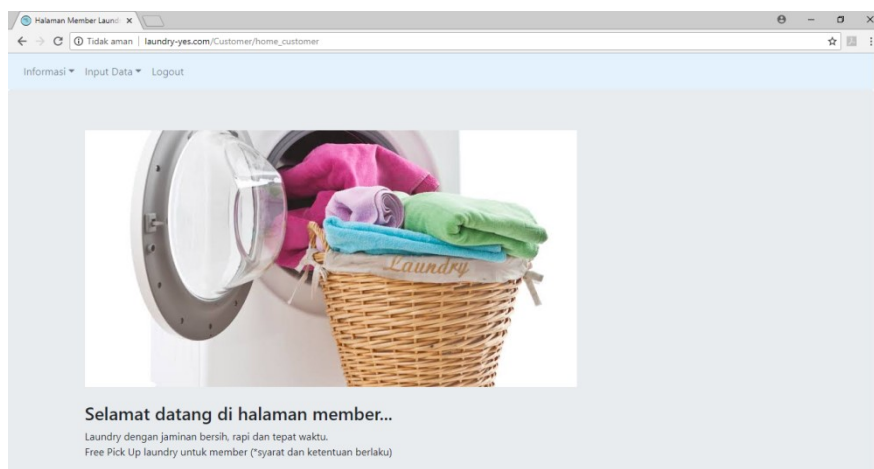 Halaman Member Laund
Tidak aman | laundry-yes.com/Customer/home_customer
Informasi Input Data Logout
Laundry
Selamat datang di halaman member...
Laundry dengan jaminan bersih, rapi dan tepat waktu.
Free Pick Up laundry untuk member (*syarat dan ketentuan berlaku)